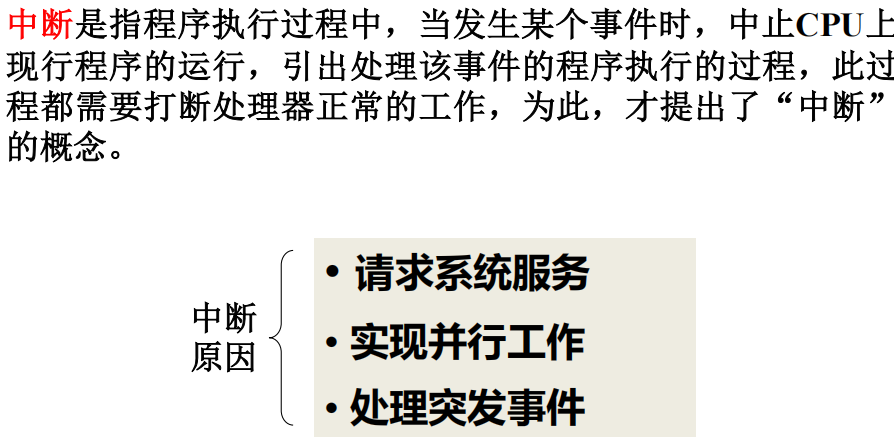 中断是指程序执行过程中，当发生某个事件时，中止CPU上
现行程序的运行，引出处理该事件的程序执行的过程，此过
程都需要打断处理器正常的工作，为此，才提出了“中断”
的概念。
中断
原因
• 请求系统服务
• 实现并行工作
• 处理突发事件